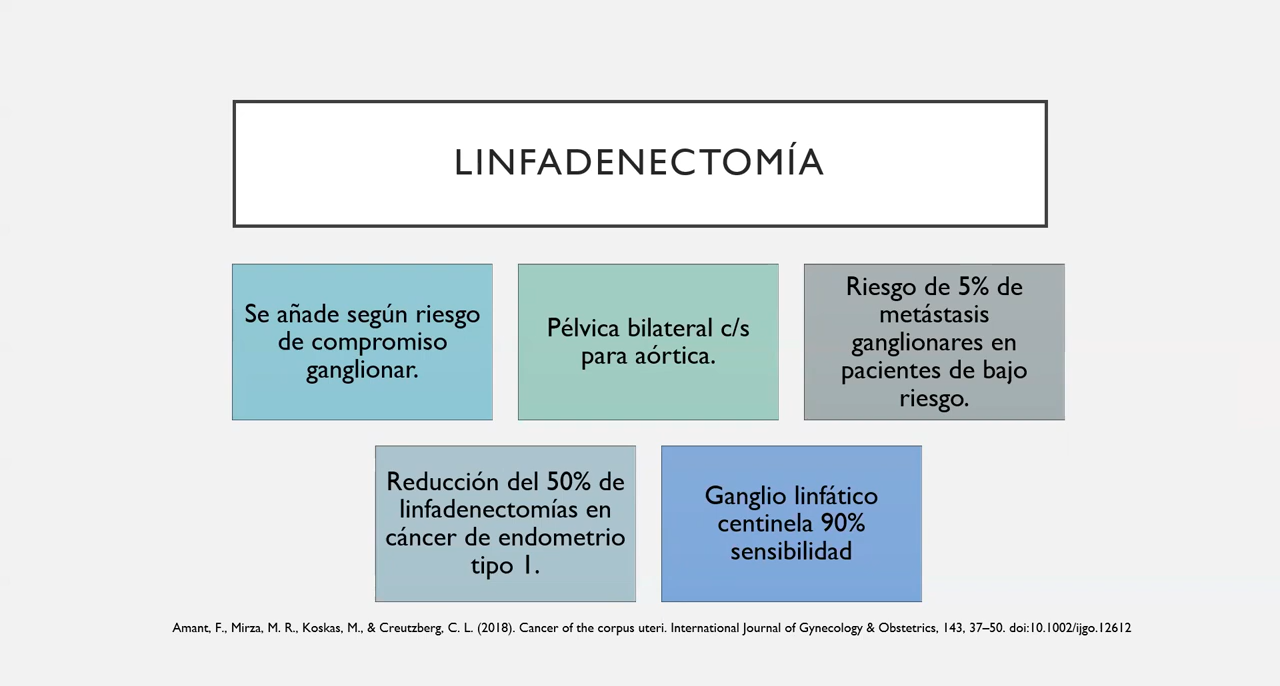 LINFADENECTOMÍA
Se añade según riesgo
de compromiso
ganglionar.
Pélvica bilateral c/s
para aórtica.
Riesgo de 5% de
metástasis
ganglionares en
pacientes de bajo
riesgo.
Reducción del 50% de
linfadenectomías en
cáncer de endometrio
tipo 1.
Ganglio linfático
centinela 90%
sensibilidad
Amant, F., Mirza, M. R., Koskas, M., & Creutzberg, C. L. (2018). Cancer of the corpus uteri. International Journal of Gynecology & Obstetrics, 143, 37–50. doi:10.1002/ijgo.12612